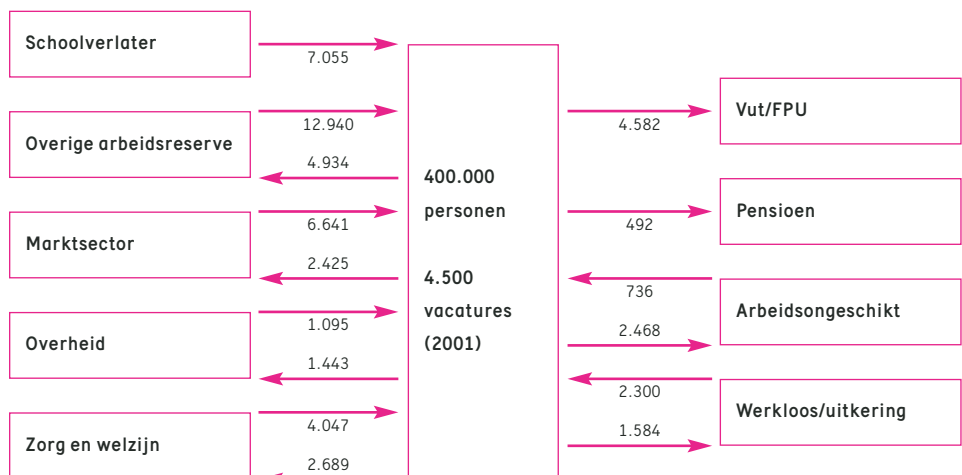 Schoolverlater
7.055
Overige arbeidsreserve
12.940
4.934
Marktsector
6.641
2.425
Overheid
1.095
1.443
Zorg en welzijn
4.047
2.689
400.000
personen
4.500
vacatures
(2001)
4.582
Vut/FPU
492
Pensioen
736
2.468
Arbeidsongeschikt
2.300
1.584
Werkloos/uitkering